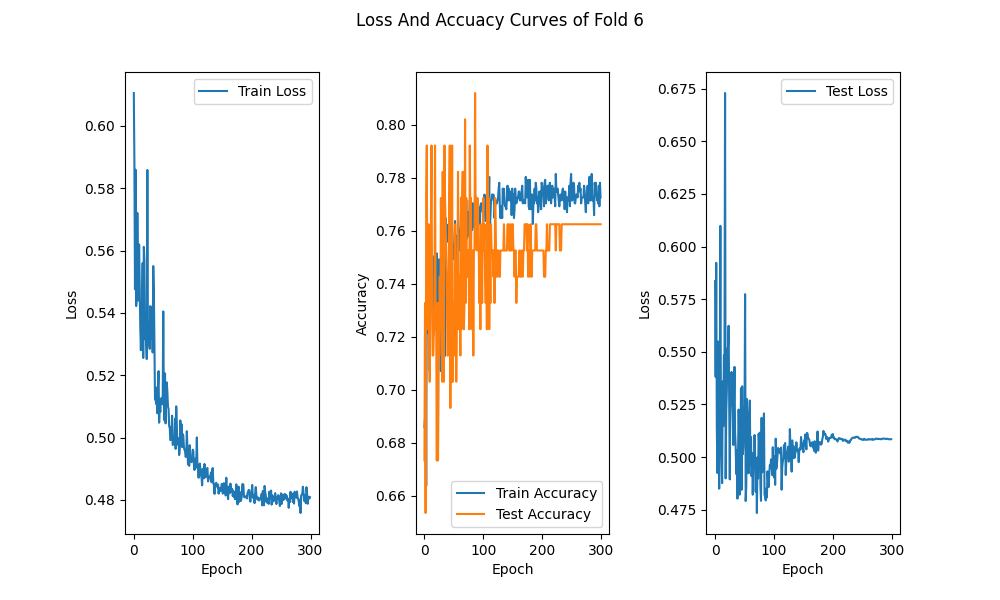 Loss And Accuacy Curves of Fold 6
Train Loss
0.60
0.58
0.56
0.54
0.52
0.50
0.48
Loss
0 100 200 300
Epoch
0.80
0.78
0.76
0.74
0.72
0.70
0.68
0.66
Accuracy
Train Accuracy
Test Accuracy
0 100 200 300
Epoch
Test Loss
0.675
0.650
0.625
0.600
0.575
0.550
0.525
0.500
0.475
Loss
0 100 200 300
Epoch